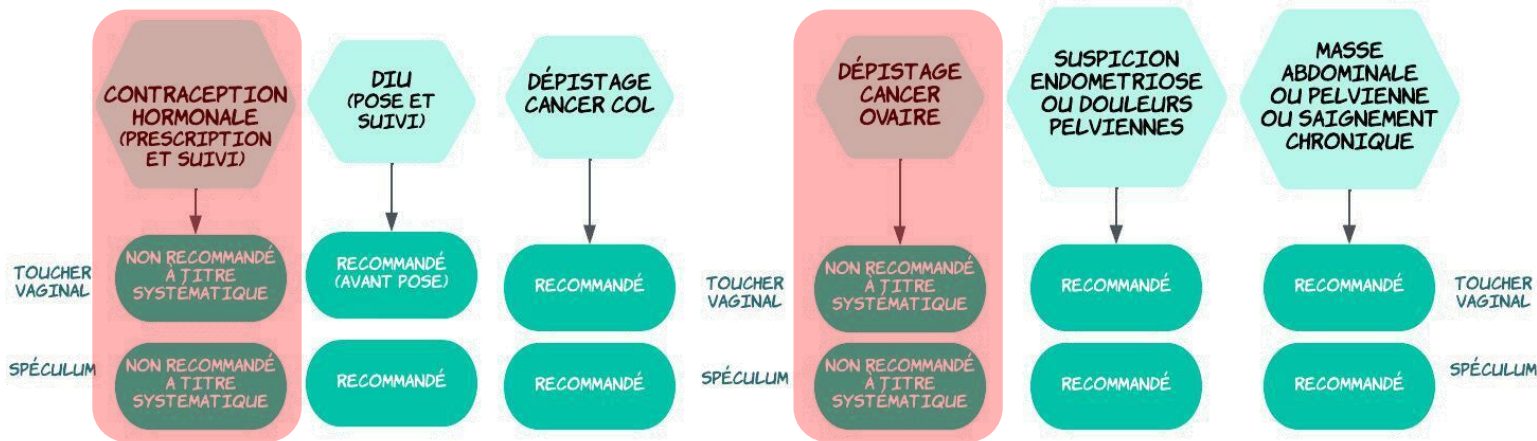 CONTRACEPTION
HORMONALE
(PRESCRIPTION
ET SUIVI)
DIU
(POSE ET
SUIVI)
DÉPISTAGE
CANCER COL
DÉPISTAGE
CANCER
OVAIRE
SUSPICION
ENDOMETRIOSE
OU DOULEURS
PELVIENNES
MASSE
ABDOMINALE
OU PELVIENNE
OU SAIGNEMENT
CHRONIQUE
TOUCHER
VAGINAL
NON RECOMMANDÉ
À TITRE
SYSTÉMATIQUE
RECOMMANDÉ
(AVANT POSE)
RECOMMANDÉ
TOUCHER
VAGINAL
NON RECOMMANDÉ
À TITRE
SYSTÉMATIQUE
RECOMMANDÉ
RECOMMANDÉ
TOUCHER
VAGINAL
SPÉCULUM
NON RECOMMANDÉ
À TITRE
SYSTÉMATIQUE
RECOMMANDÉ
RECOMMANDÉ
SPÉCULUM
NON RECOMMANDÉ
À TITRE
SYSTÉMATIQUE
RECOMMANDÉ
RECOMMANDÉ
SPÉCULUM